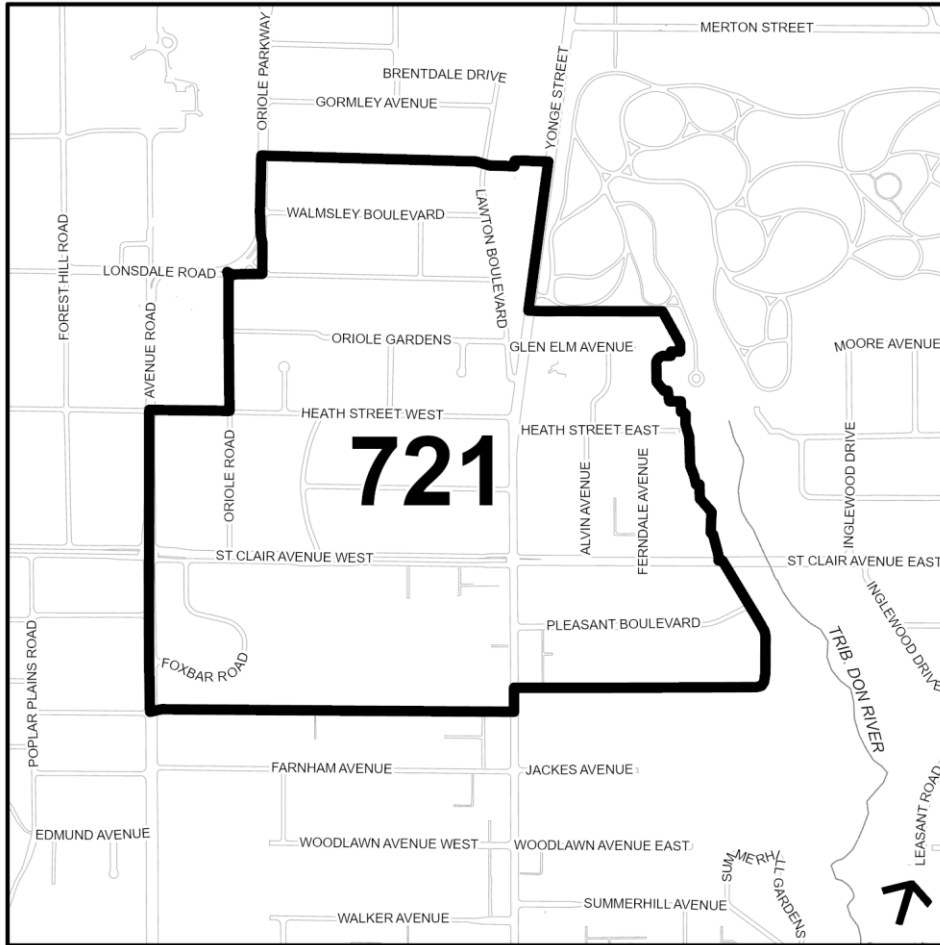 MERTON STREET
BRENTDALE DRIVE
GORMLEY AVENUE
ORIOLE PARKWAY
YONGE STREET
WALMSLEY BOULEVARD
LAWTON BOULEVARD
FOREST HILL ROAD
LONSDALE ROAD
AVENUE ROAD
ORIOLE GARDENS
GLEN ELM AVENUE
MOORE AVENUE
HEATH STREET WEST
HEATH STREET EAST
721
ORIOLE ROAD
ALVIN AVENUE
FERNDALE AVENUE
INGLEWOOD DRIVE
ST CLAIR AVENUE WEST
ST CLAIR AVENUE EAST
INGLEWOOD DRIVE
PLEASANT BOULEVARD
FOXBAR ROAD
POPLAR PLAINS ROAD
TRIB. DON RIVER
FARNHAM AVENUE
JACKES AVENUE
LEASANT ROAD
EDMUND AVENUE
WOODLAWN AVENUE WEST
WOODLAWN AVENUE EAST
SUMMERHILL GARDENS
SUMMERHILL AVENUE
WALKER AVENUE